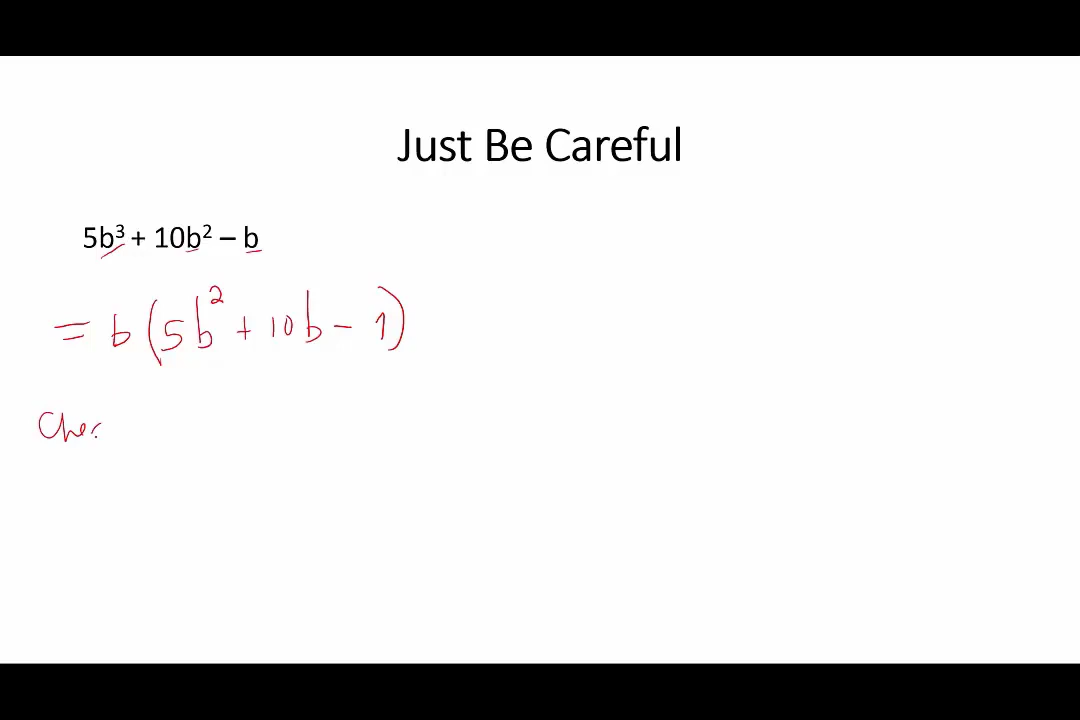 Just Be Careful
5b³ + 10b² – b
= b (5b² + 10b – 1)